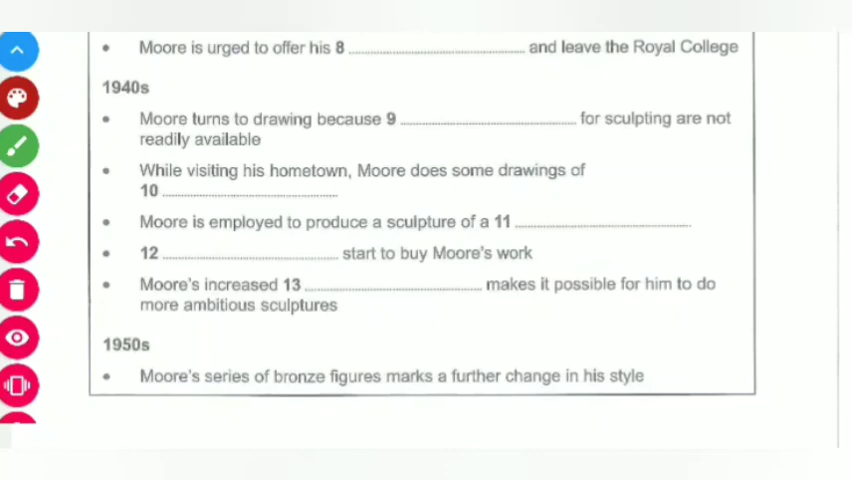 • Moore is urged to offer his 8 .................................... and leave the Royal College
1940s
• Moore turns to drawing because 9 .................................... for sculpting are not
readily available
• While visiting his hometown, Moore does some drawings of
10 ....................................
• Moore is employed to produce a sculpture of a 11 ....................................
• 12 .................................... start to buy Moore's work
• Moore's increased 13 .................................... makes it possible for him to do
more ambitious sculptures
1950s
• Moore's series of bronze figures marks a further change in his style